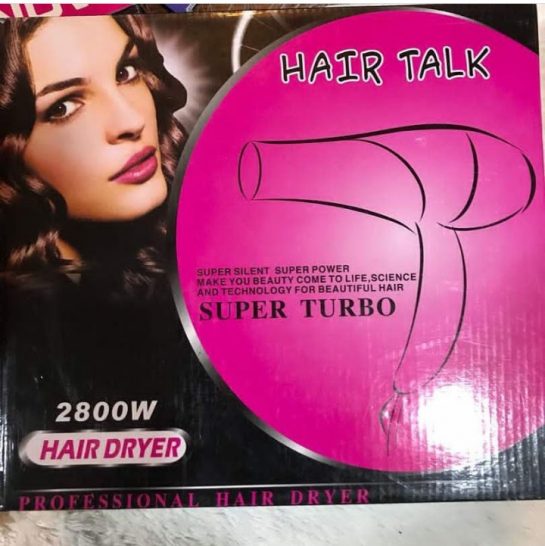 HAIR TALK
SUPER SILENT SUPER POWER
MAKE YOU BEAUTY COME TO LIFE,SCIENCE
AND TECHNOLOGY FOR BEAUTIFUL HAIR
SUPER TURBO
2800W
HAIR DRYER
PROFESSIONAL HAIR DRYER